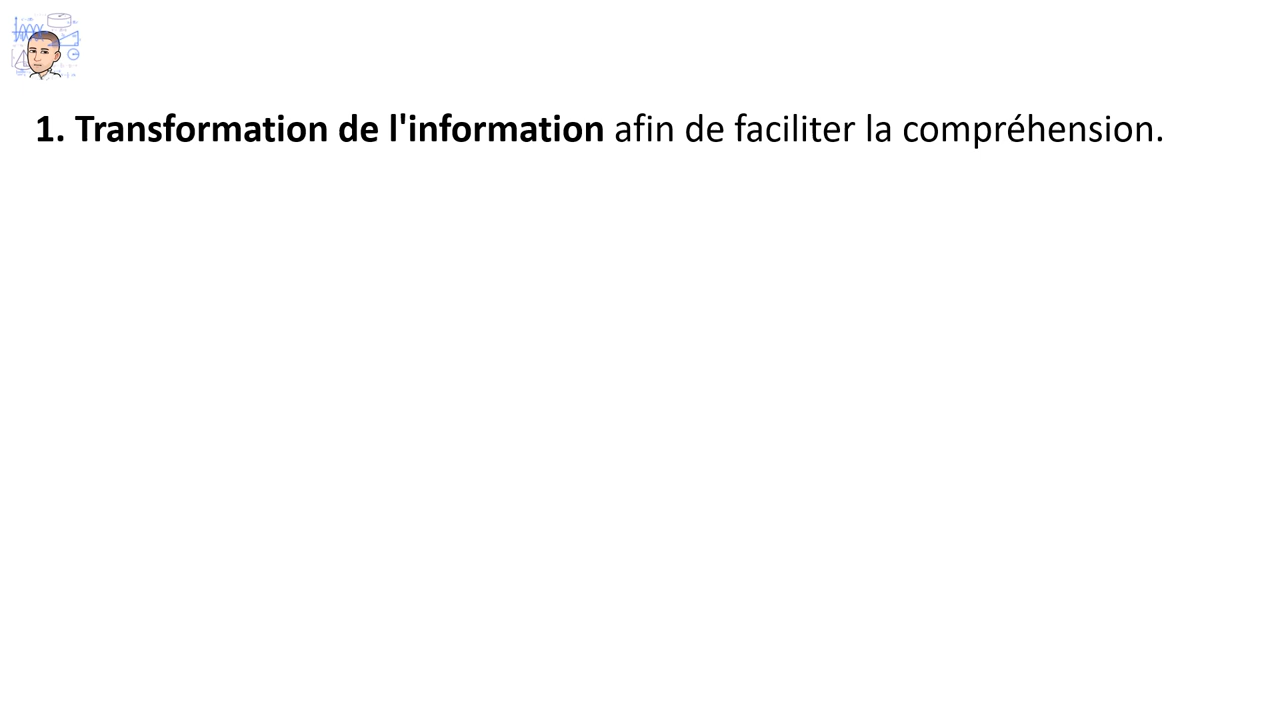 1. Transformation de l'information afin de faciliter la compréhension.